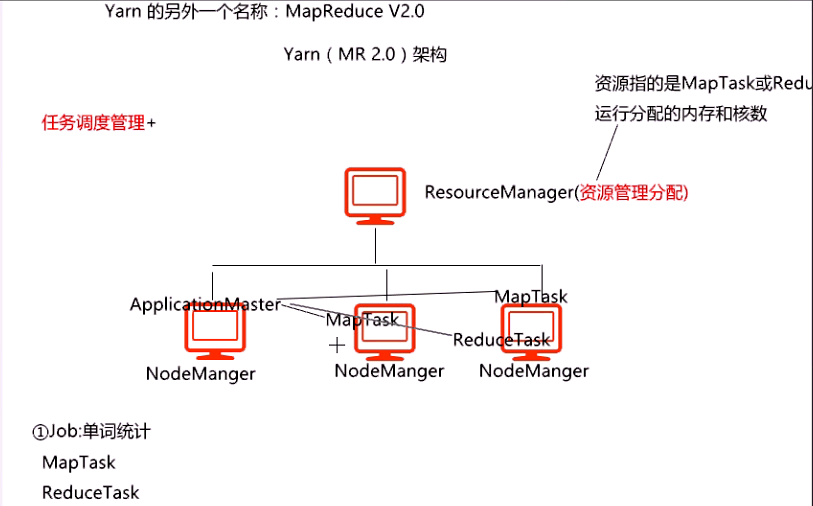 Yarn 的另外一个名称：MapReduce V2.0
Yarn（MR 2.0）架构
资源指的是MapTask或Redu
运行分配的内存和核数
任务调度管理+
ResourceManager(资源管理分配)
ApplicationMaster
MapTask
MapTask
ReduceTask
NodeManger
NodeManger
NodeManger
①Job:单词统计
MapTask
ReduceTask